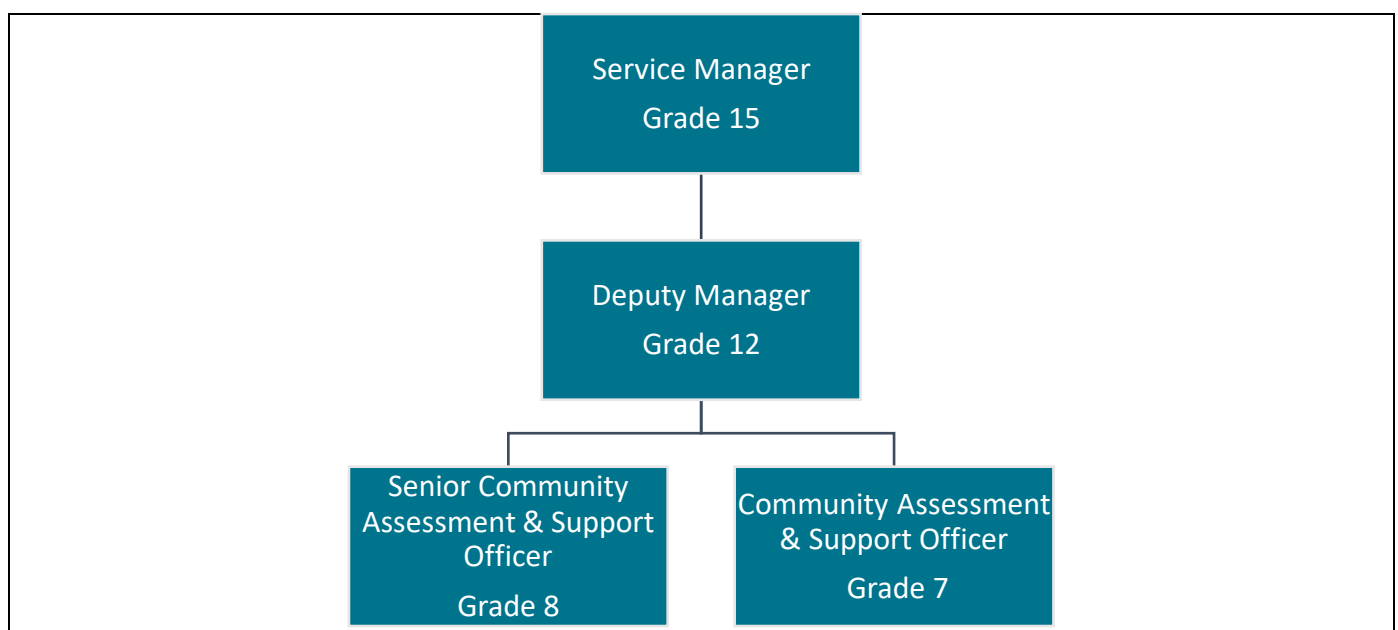 Service Manager
Grade 15
Deputy Manager
Grade 12
Senior Community
Assessment & Support
Officer
Grade 8
Community Assessment
& Support Officer
Grade 7